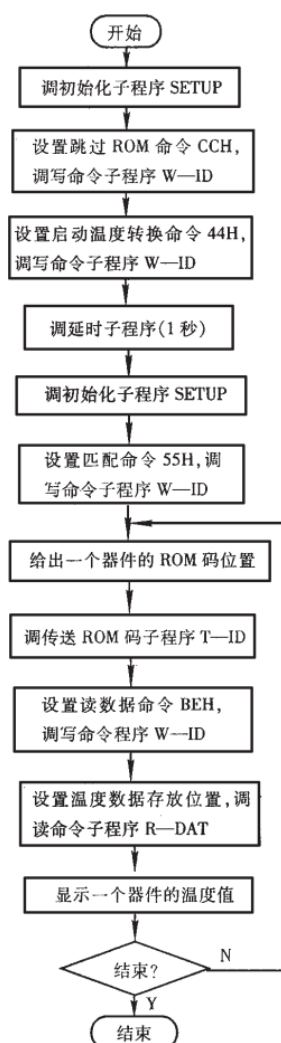 开始
调初始化子程序 SETUP
设置跳过 ROM 命令 CCH,
调写命令子程序 W—ID
设置启动温度转换命令 44H,
调写命令子程序 W—ID
调延时子程序(1 秒)
调初始化子程序 SETUP
设置匹配命令 55H,调
写命令子程序 W—ID
给出一个器件的 ROM 码位置
调传送 ROM 码子程序 T—ID
设置读数据命令 BEH,
调写命令程序 W—ID
设置温度数据存放位置,调
读命令子程序 R—DAT
显示一个器件的温度值
结束?
N
Y
结束